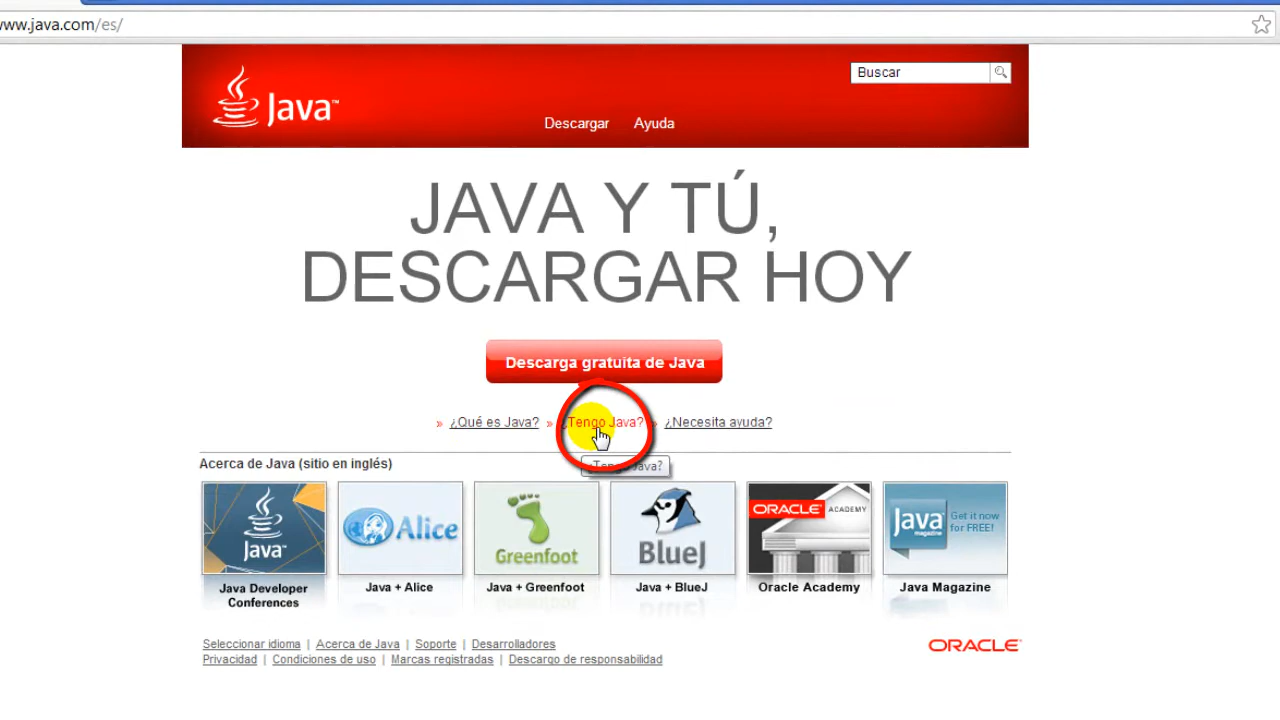 www.java.com/es/
Java™
Buscar
Descargar Ayuda
JAVA Y TÚ,
DESCARGAR HOY
Descarga gratuita de Java
» ¿Qué es Java? » ¿Tengo Java? » ¿Necesita ayuda?
¿Tengo Java?
Acerca de Java (sitio en inglés)
Java™
Alice
Greenfoot
BlueJ
ORACLE ACADEMY
Java magazine
Get it now
for FREE!
Java Developer
Conferences
Java + Alice
Java + Greenfoot
Java + BlueJ
Oracle Academy
Java Magazine
Seleccionar idioma | Acerca de Java | Soporte | Desarrolladores
Privacidad | Condiciones de uso | Marcas registradas | Descargo de responsabilidad
ORACLE